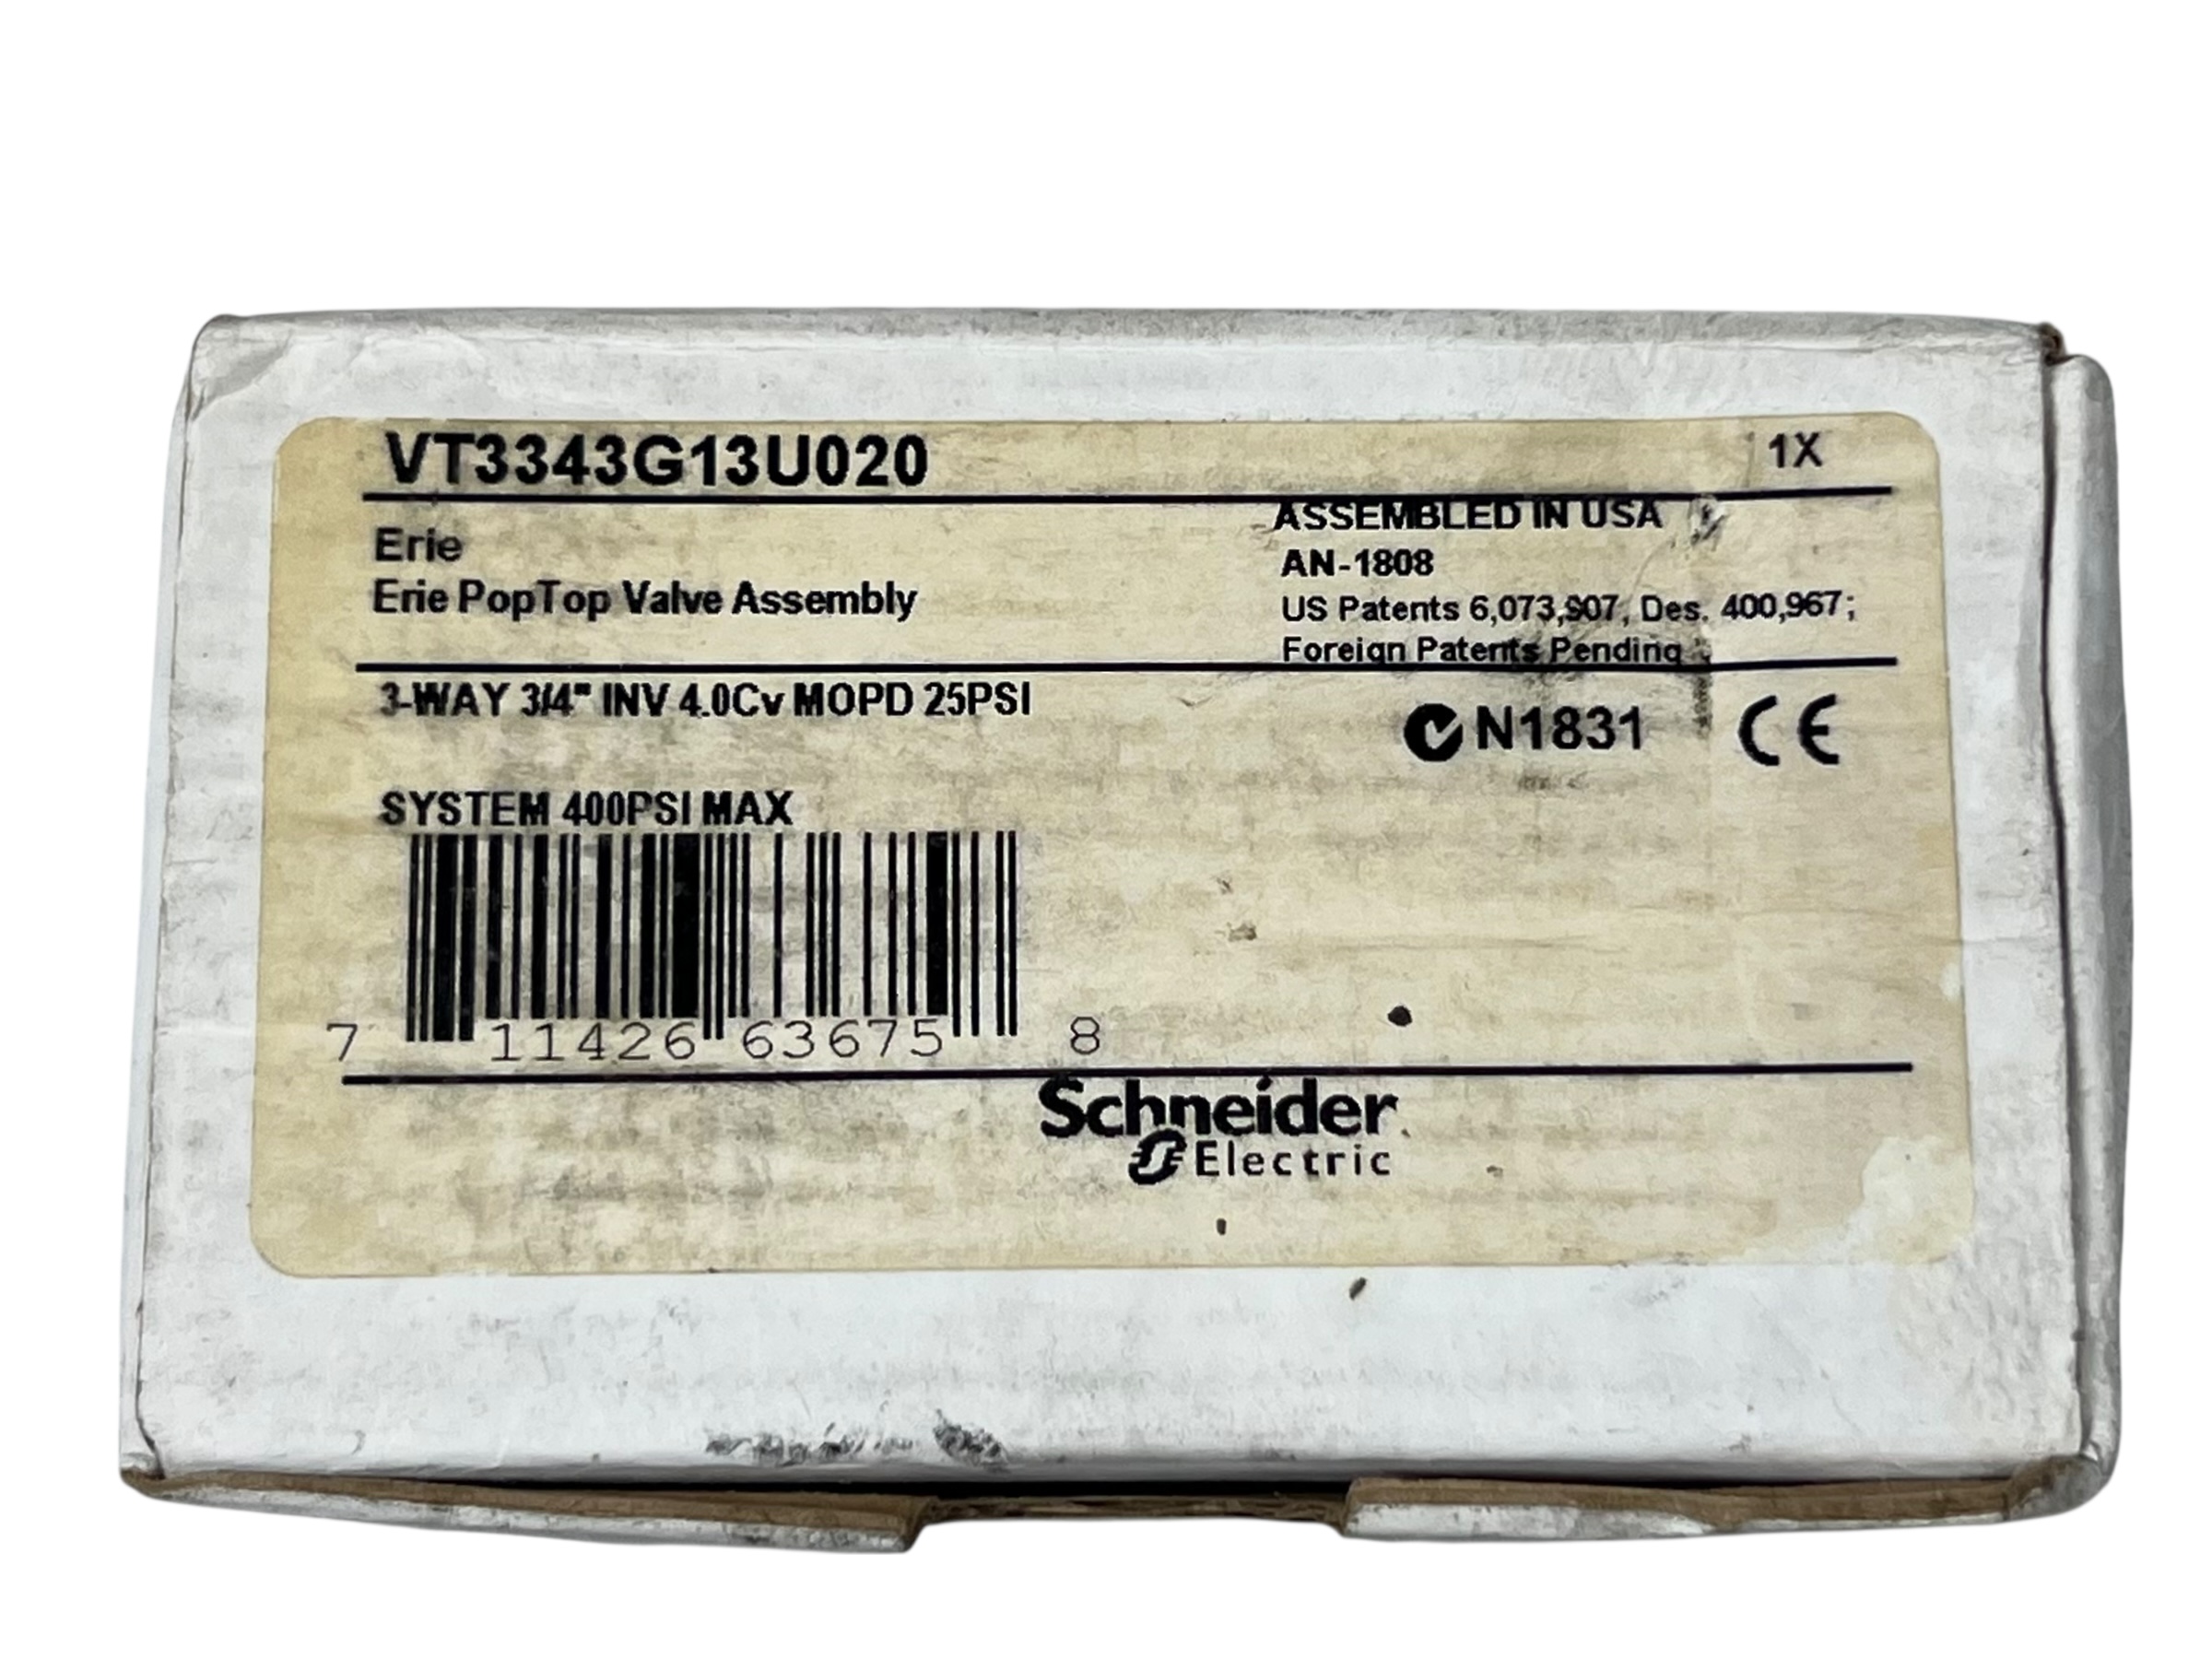 VT3343G13U020
1X
Erie
Erie PopTop Valve Assembly
ASSEMBLED IN USA
AN-1808
US Patents 6,073,907, Des. 400,967;
Foreign Patents Pending
3-WAY 3/4" INV 4.0Cv MOPD 25PSI
N1831 CE
SYSTEM 400PSI MAX
7 11426 63675 8
Schneider
Electric